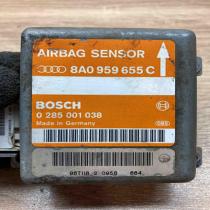 AIRBAG SENSOR
8A0 959 655 C
BOSCH
0 285 001 038
Made in Germany